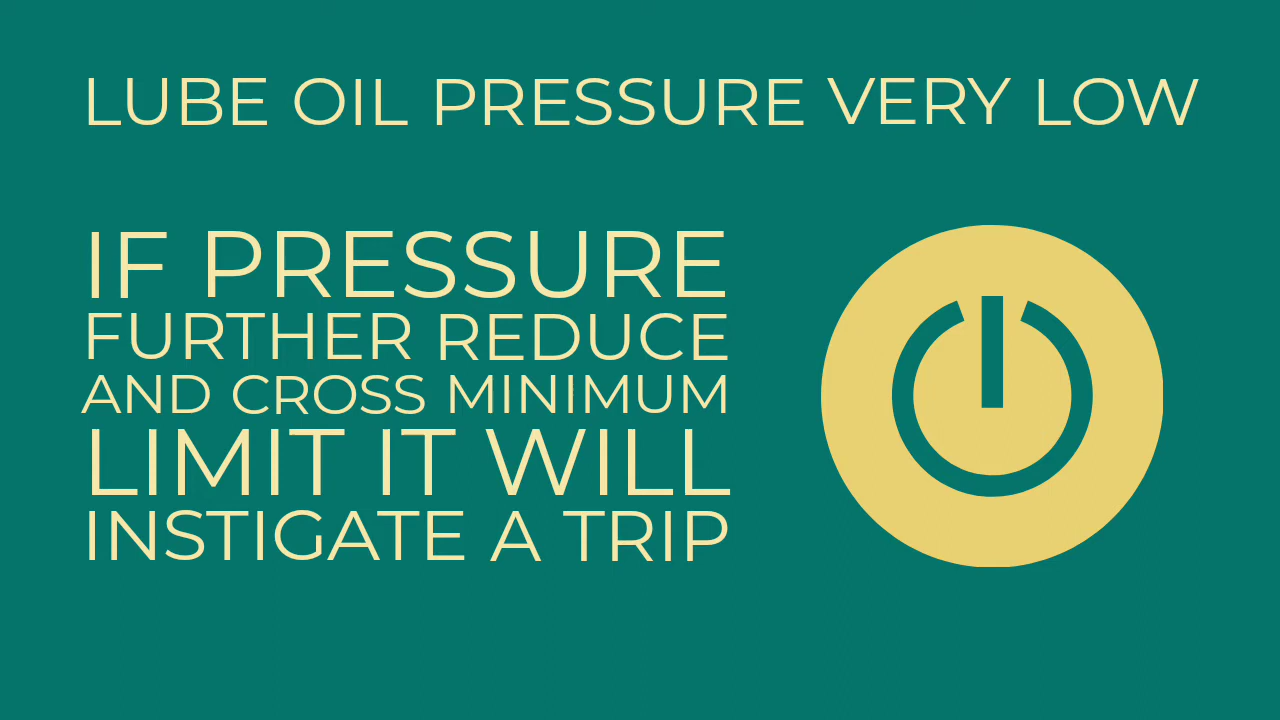 LUBE OIL PRESSURE VERY LOW
IF PRESSURE
FURTHER REDUCE
AND CROSS MINIMUM
LIMIT IT WILL
INSTIGATE A TRIP